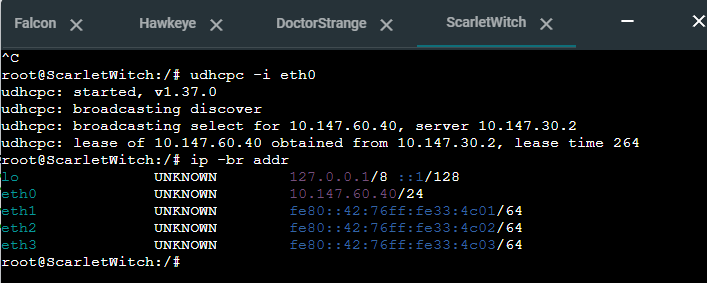 Falcon Hawkeye DoctorStrange ScarletWitch
^C
root@ScarletWitch:/# udhcpc -i eth0
udhcpc: started, v1.37.0
udhcpc: broadcasting discover
udhcpc: broadcasting select for 10.147.60.40, server 10.147.30.2
udhcpc: lease of 10.147.60.40 obtained from 10.147.30.2, lease time 264
root@ScarletWitch:/# ip -br addr
lo UNKNOWN 127.0.0.1/8 ::1/128
eth0 UNKNOWN 10.147.60.40/24
eth1 UNKNOWN fe80::42:76ff:fe33:4c01/64
eth2 UNKNOWN fe80::42:76ff:fe33:4c02/64
eth3 UNKNOWN fe80::42:76ff:fe33:4c03/64
root@ScarletWitch:/#